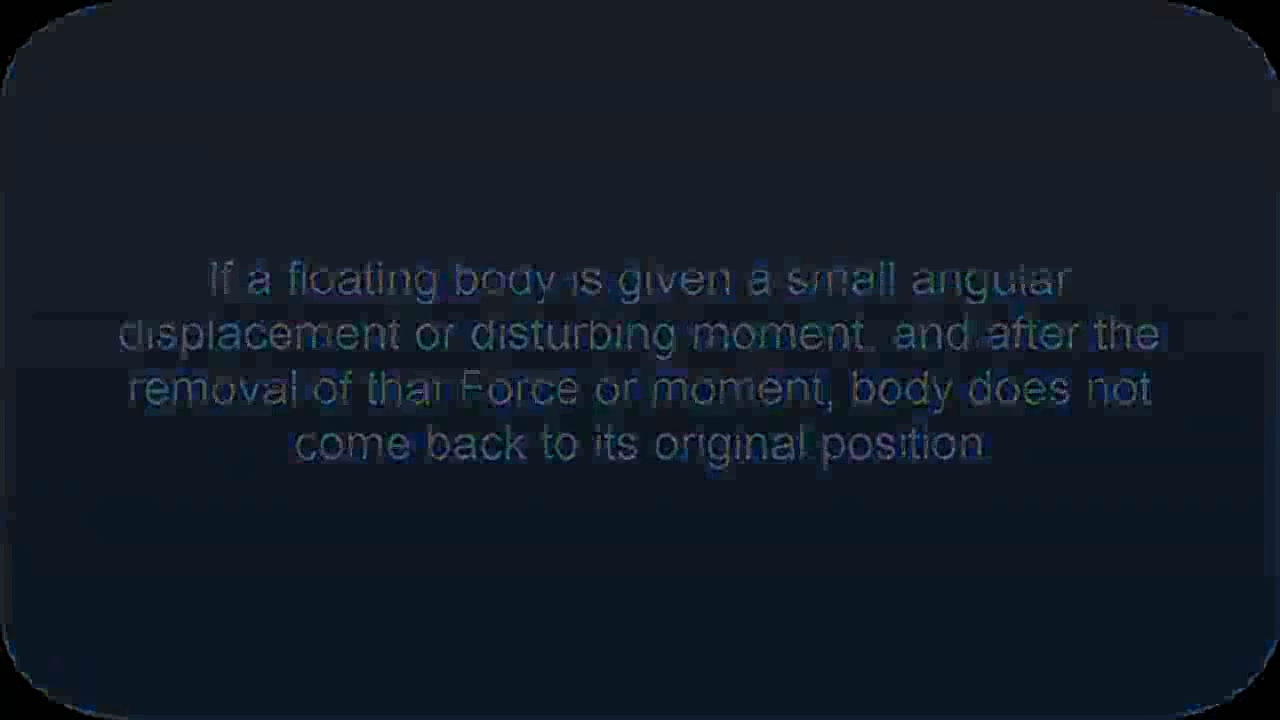 If a floating body is given a small angular
displacement or disturbing moment, and after the
removal of that Force or moment, body does not
come back to its original position